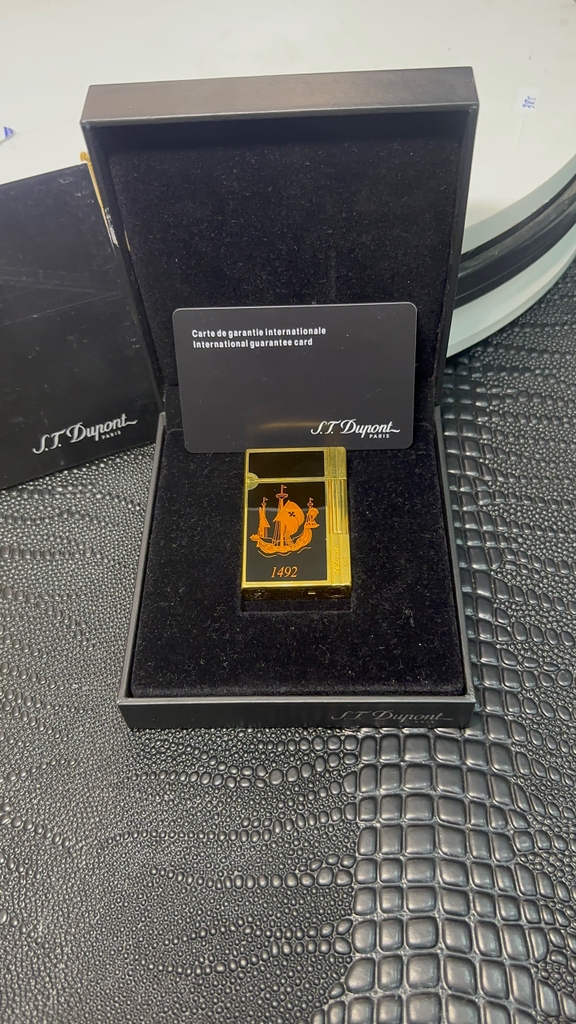 Carte de garantie internationale
International guarantee card
S.T. Dupont
PARIS
S.T. Dupont
PARIS
1492
S.T. Dupont